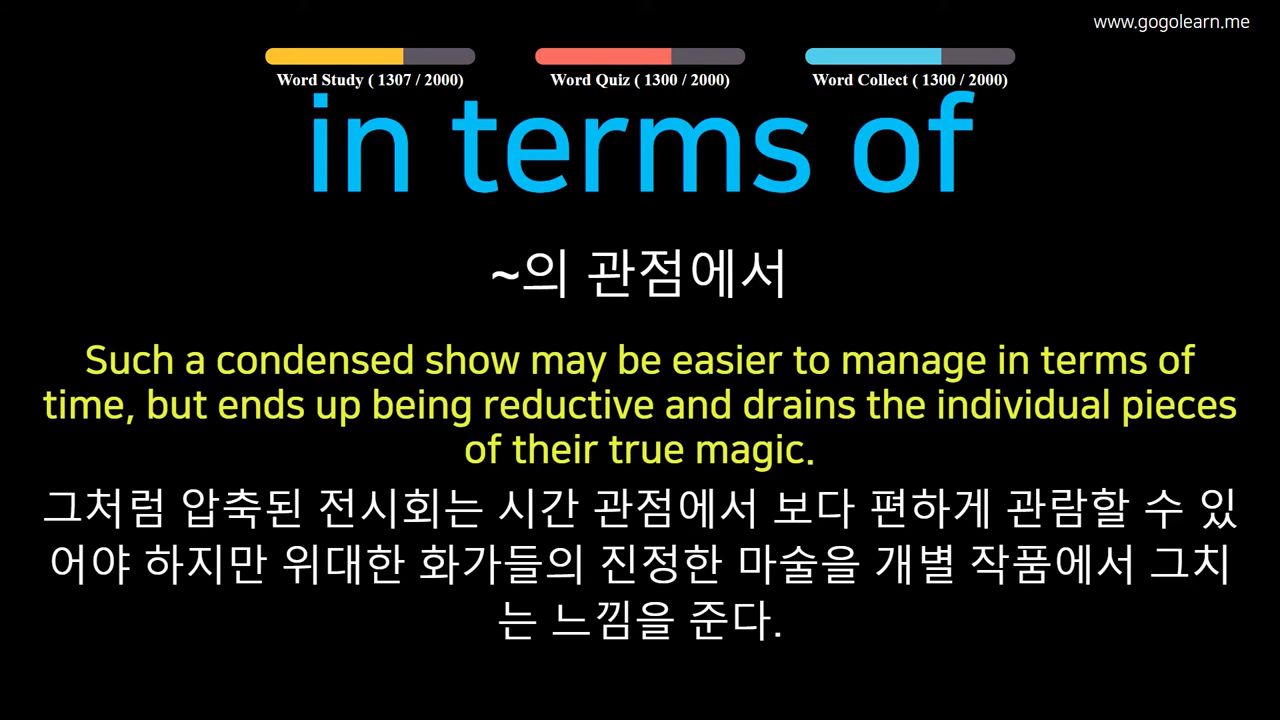 www.gogolearn.me
Word Study ( 1307 / 2000)
Word Quiz ( 1300 / 2000)
Word Collect ( 1300 / 2000)
in terms of
~의 관점에서
Such a condensed show may be easier to manage in terms of
time, but ends up being reductive and drains the individual pieces
of their true magic.
그처럼 압축된 전시회는 시간 관점에서 보다 편하게 관람할 수 있
어야 하지만 위대한 화가들의 진정한 마술을 개별 작품에서 그치
는 느낌을 준다.